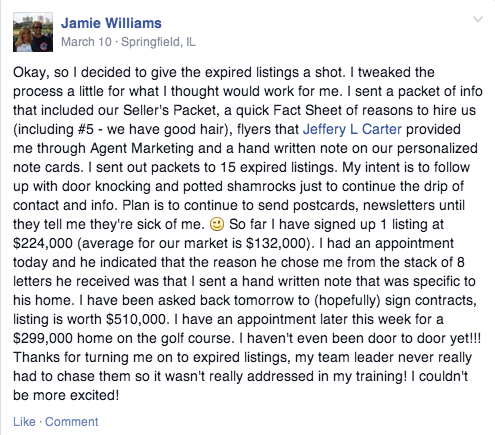 Jamie Williams
March 10 · Springfield, IL
Okay, so I decided to give the expired listings a shot. I tweaked the
process a little for what I thought would work for me. I sent a packet of info
that included our Seller's Packet, a quick Fact Sheet of reasons to hire us
(including #5 - we have good hair), flyers that Jeffery L Carter provided
me through Agent Marketing and a hand written note on our personalized
note cards. I sent out packets to 15 expired listings. My intent is to follow
up with door knocking and potted shamrocks just to continue the drip of
contact and info. Plan is to continue to send postcards, newsletters until
they tell me they're sick of me. 🙂 So far I have signed up 1 listing at
$224,000 (average for our market is $132,000). I had an appointment
today and he indicated that the reason he chose me from the stack of 8
letters he received was that I sent a hand written note that was specific to
his home. I have been asked back tomorrow to (hopefully) sign contracts,
listing is worth $510,000. I have an appointment later this week for a
$299,000 home on the golf course. I haven't even been door to door yet!!!
Thanks for turning me on to expired listings, my team leader never really
had to chase them so it wasn't really addressed in my training! I couldn't
be more excited!
Like · Comment